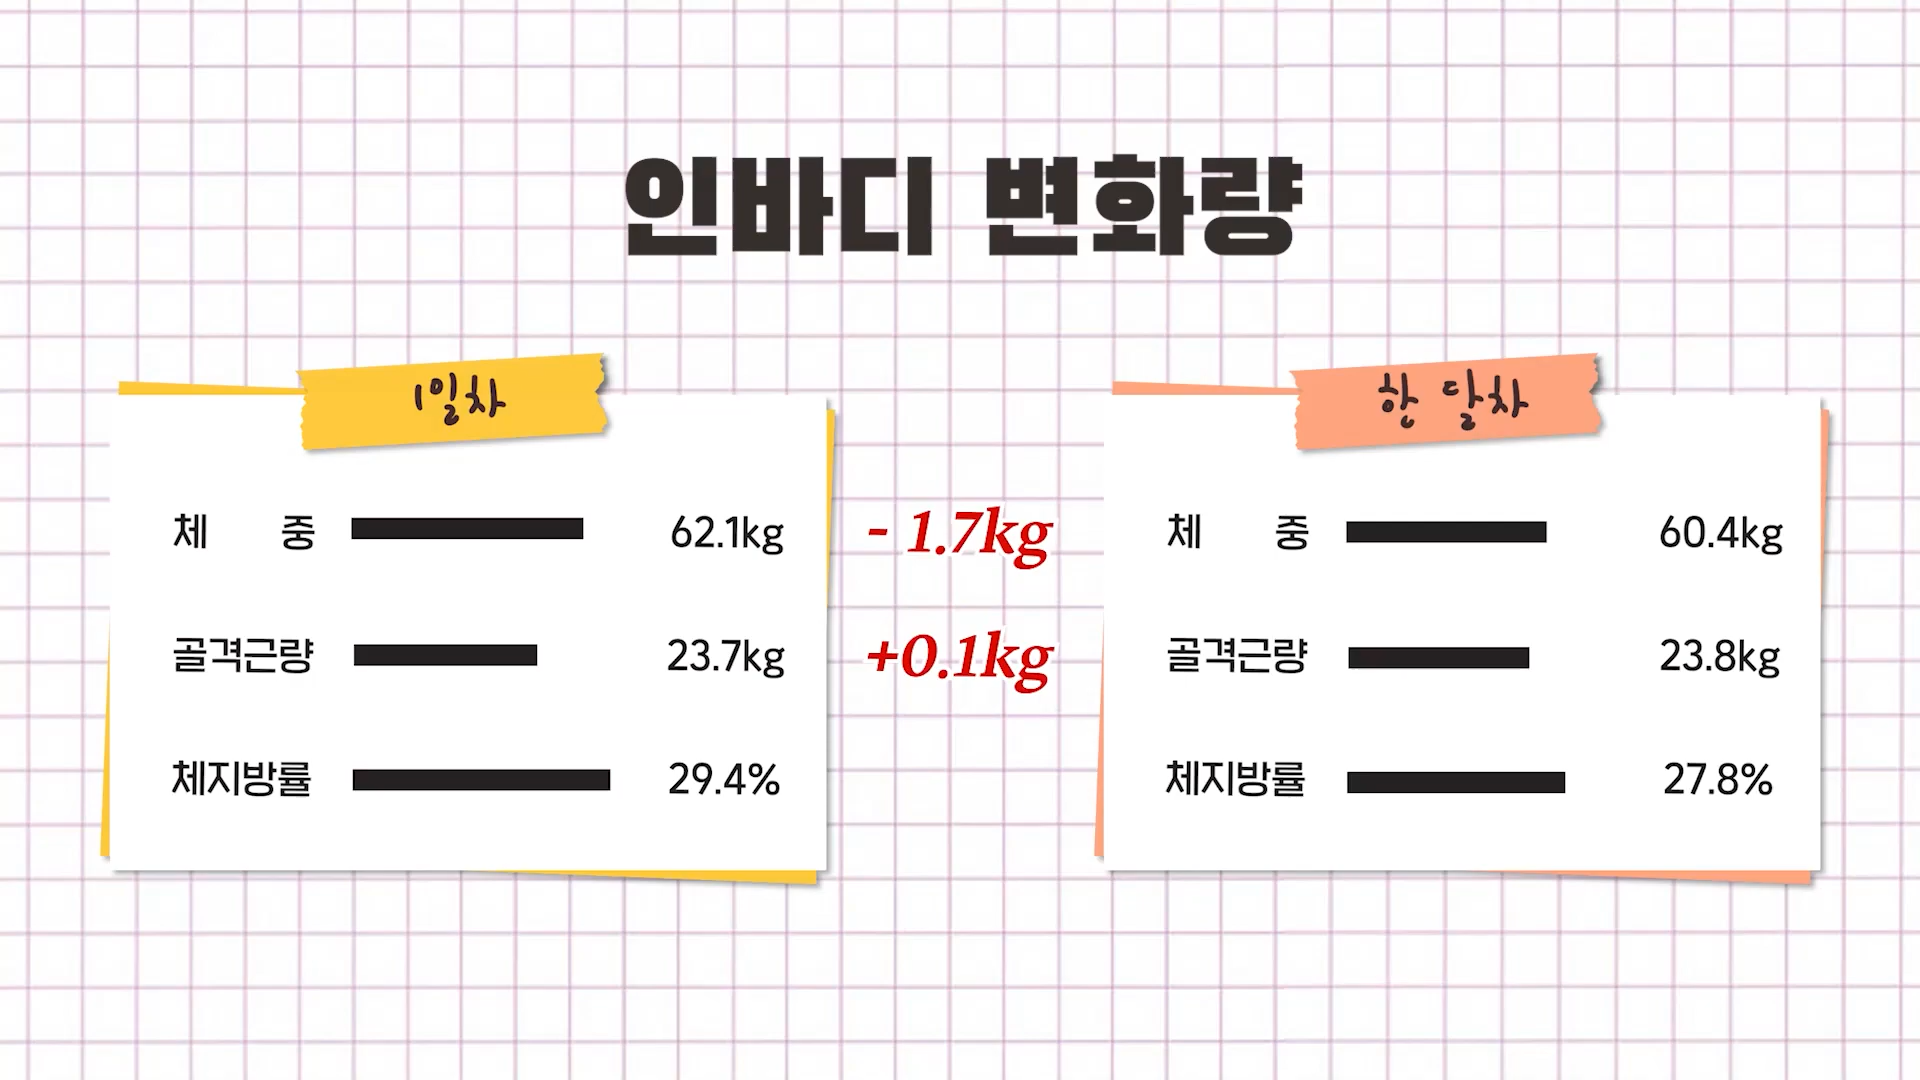 인바디 변화량
1일차
체 중 62.1kg
골격근량 23.7kg
체지방률 29.4%
- 1.7kg
+0.1kg
한 달차
체 중 60.4kg
골격근량 23.8kg
체지방률 27.8%